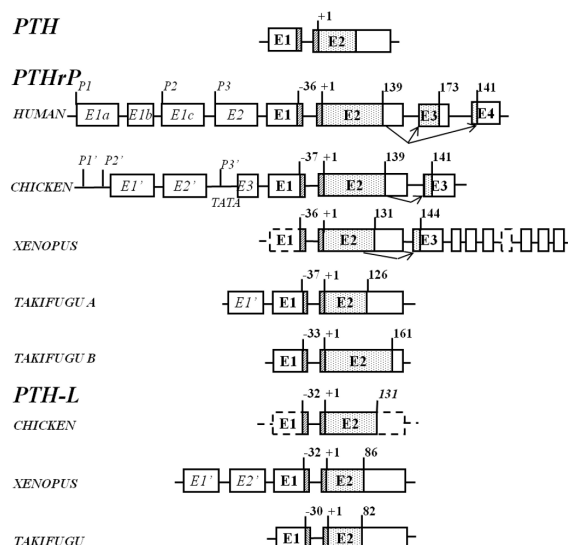 PTH
+1
E1 E2
PTHrP
P1 P2 P3 -36 +1 139 173 141
HUMAN E1a E1b E1c E2 E1 E2 E3 E4
P1' P2' P3' -37 +1 139 141
CHICKEN E1' E2' E3 E1 E2 E3
TATA
-36 +1 131 144
XENOPUS E1 E2 E3
-37 +1 126
TAKIFUGU A E1' E1 E2
-33 +1 161
TAKIFUGU B E1 E2
PTH-L
-32 +1 131
CHICKEN E1 E2
-32 +1 86
XENOPUS E1' E2' E1 E2
-30 +1 82
TAKIFUGU E1 E2